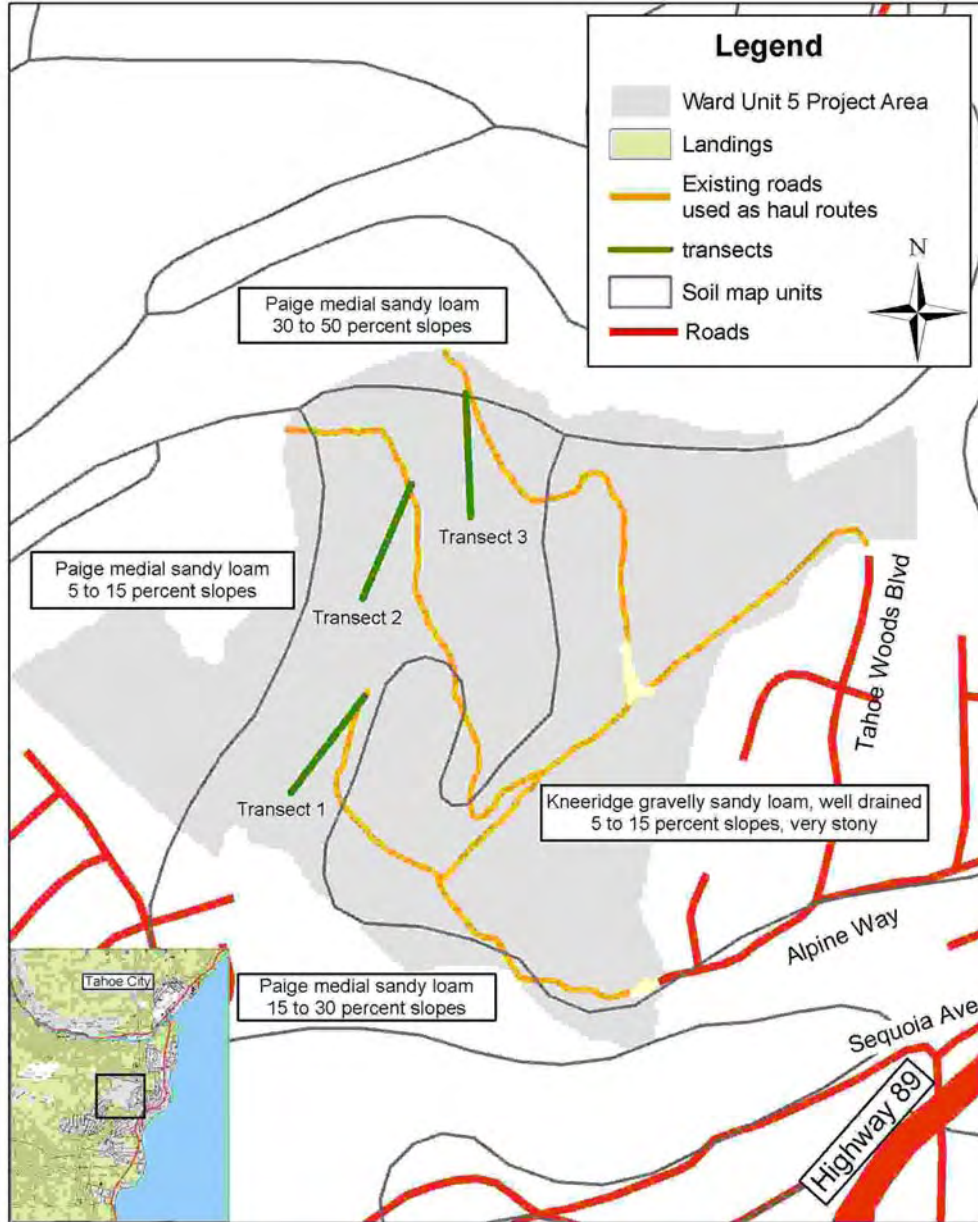 Legend
Ward Unit 5 Project Area
Landings
Existing roads
used as haul routes
transects
Soil map units
Roads
N
Paige medial sandy loam
30 to 50 percent slopes
Transect 3
Paige medial sandy loam
5 to 15 percent slopes
Transect 2
Tahoe Woods Blvd
Transect 1
Kneeridge gravelly sandy loam, well drained
5 to 15 percent slopes, very stony
Alpine Way
Tahoe City
Paige medial sandy loam
15 to 30 percent slopes
Sequoia Ave
Highway 89